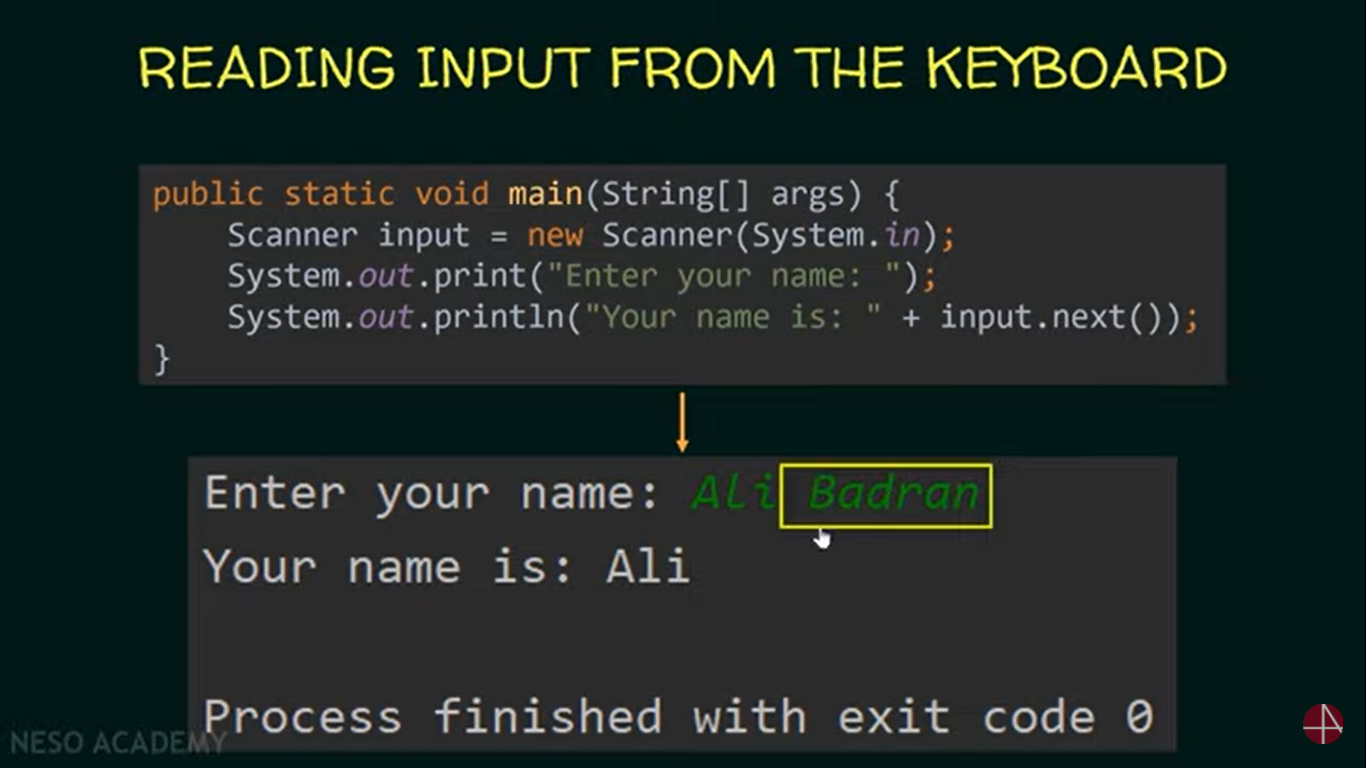 READING INPUT FROM THE KEYBOARD
public static void main(String[] args) {
    Scanner input = new Scanner(System.in);
    System.out.print("Enter your name: ");
    System.out.println("Your name is: " + input.next());
}
Enter your name: Ali Badran
Your name is: Ali
Process finished with exit code 0
NESO ACADEMY